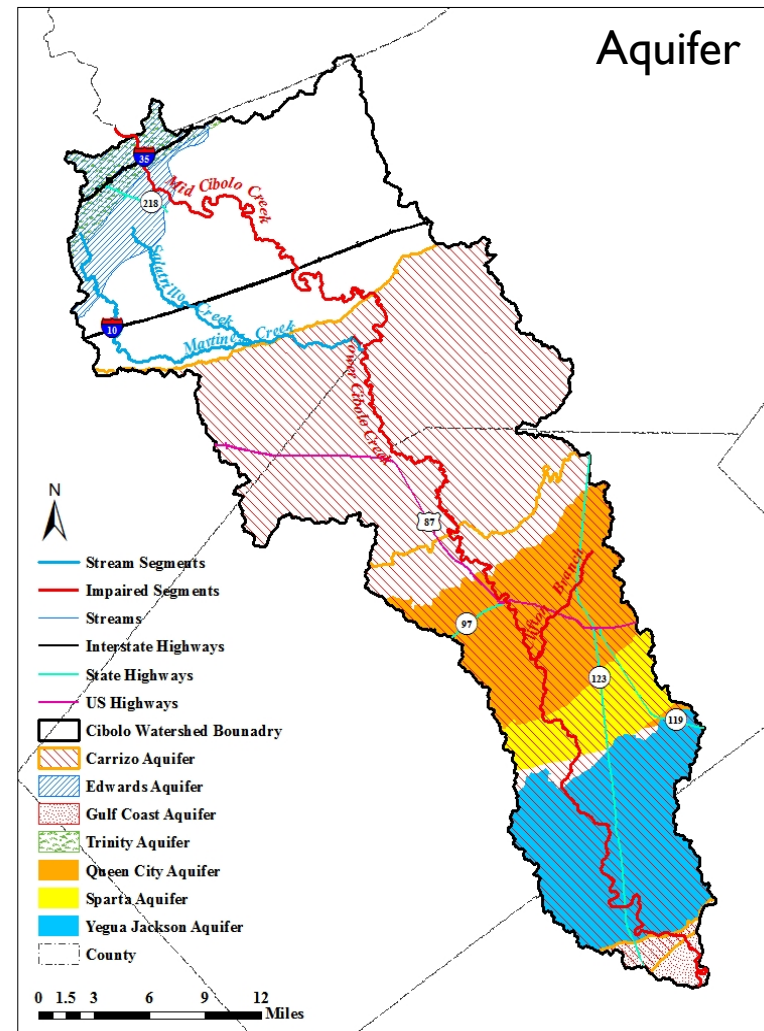 Aquifer
35
Mid Cibolo Creek
218
Salatrillo Creek
10
Martinez Creek
Lower Cibolo Creek
87
Clifton Branch
97
123
119
N
Stream Segments
Impaired Segments
Streams
Interstate Highways
State Highways
US Highways
Cibolo Watershed Bounadry
Carrizo Aquifer
Edwards Aquifer
Gulf Coast Aquifer
Trinity Aquifer
Queen City Aquifer
Sparta Aquifer
Yegua Jackson Aquifer
County
0 1.5 3 6 9 12
Miles